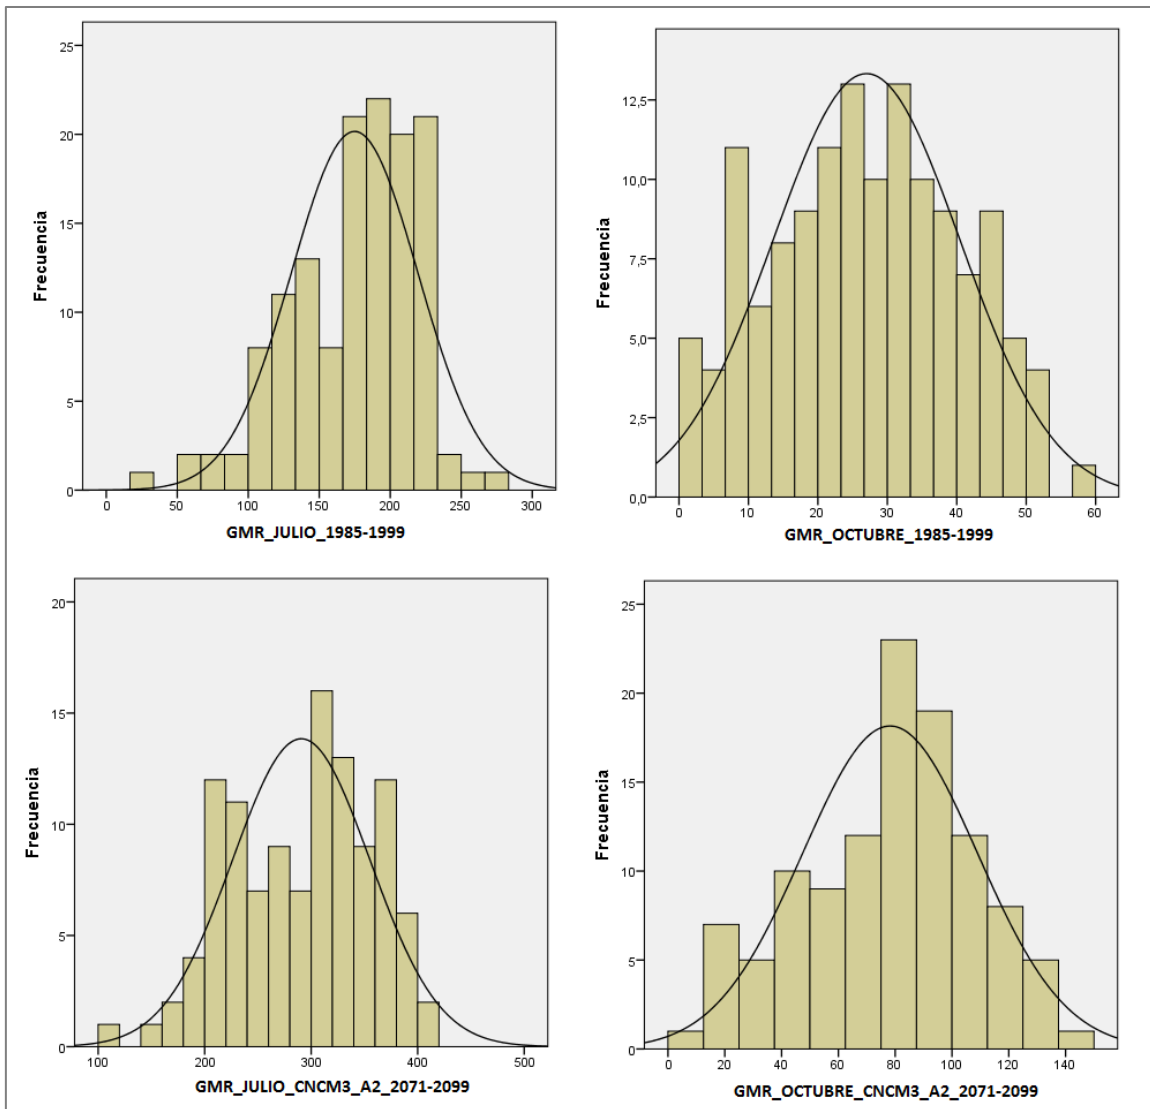 25
20
15
10
5
0
Frecuencia
0 50 100 150 200 250 300
GMR_JULIO_1985-1999
12,5
10,0
7,5
5,0
2,5
0,0
Frecuencia
0 10 20 30 40 50 60
GMR_OCTUBRE_1985-1999
20
15
10
5
0
Frecuencia
100 200 300 400 500
GMR_JULIO_CNCM3_A2_2071-2099
25
20
15
10
5
0
Frecuencia
0 20 40 60 80 100 120 140
GMR_OCTUBRE_CNCM3_A2_2071-2099